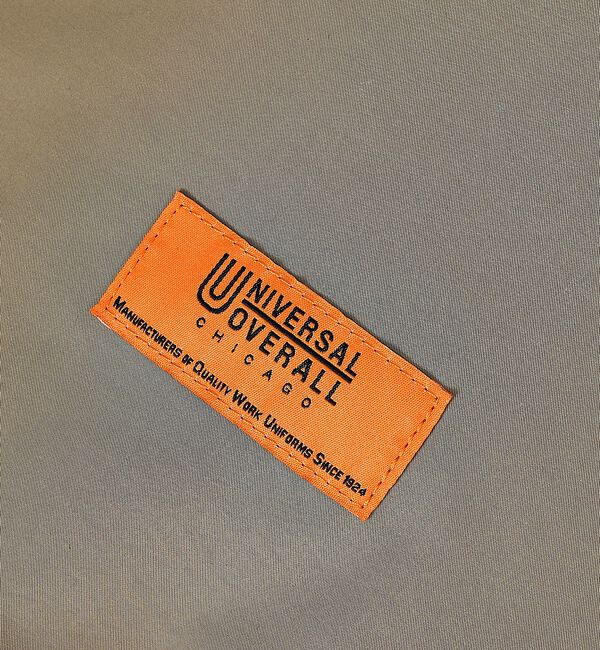 UNIVERSAL
OVERALL
CHICAGO
MANUFACTURERS OF QUALITY WORK UNIFORMS SINCE 1924